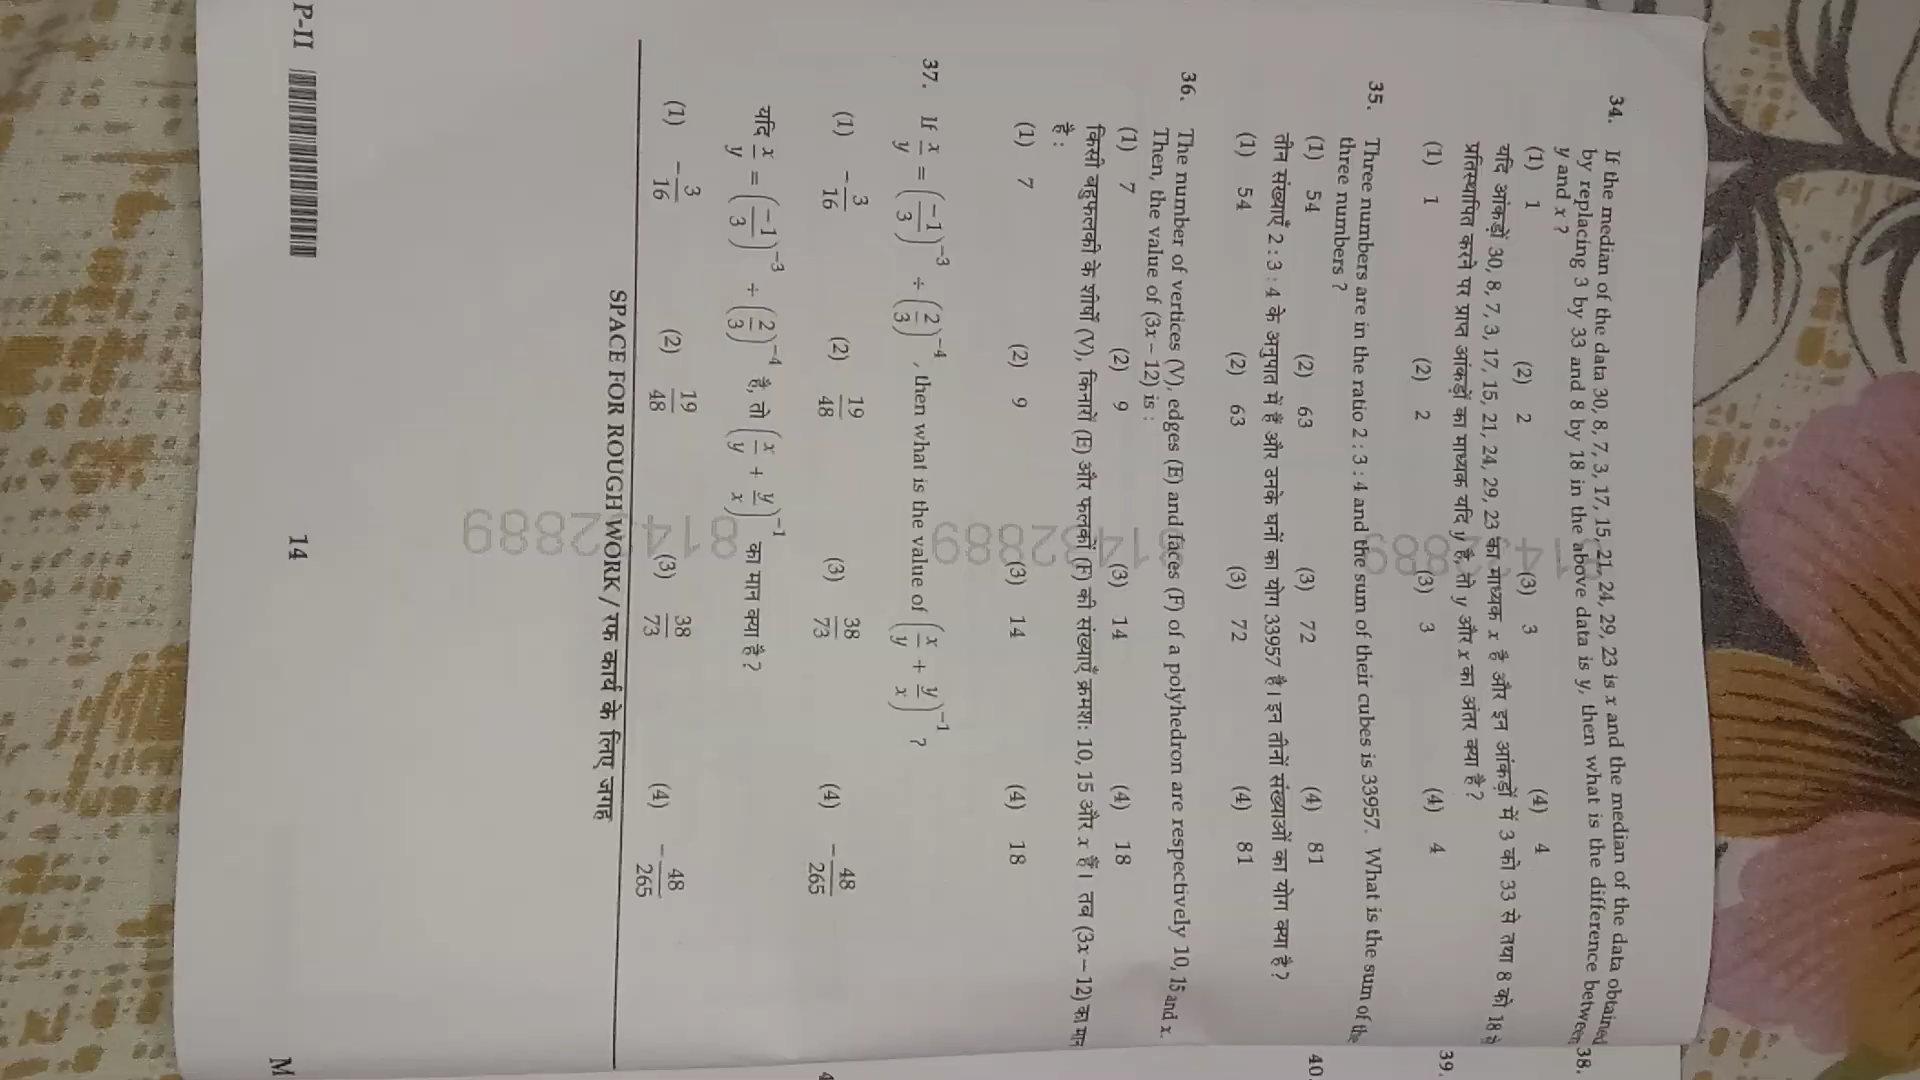 34. If the median of the data 30, 8, 7, 3, 17, 15, 21, 24, 29, 23 is x and the median of the data obtained
by replacing 3 by 33 and 8 by 18 in the above data is y, then what is the difference between
y and x ?
(1) 1 (2) 2 (3) 3 (4) 4
यदि आंकड़ों 30, 8, 7, 3, 17, 15, 21, 24, 29, 23 का माध्यक x है और इन आंकड़ों में 3 को 33 से तथा 8 को 18 से
प्रतिस्थापित करने पर प्राप्त आंकड़ों का माध्यक यदि y है, तो y और x का अंतर क्या है ?
(1) 1 (2) 2 (3) 3 (4) 4
35. Three numbers are in the ratio 2 : 3 : 4 and the sum of their cubes is 33957. What is the sum of the
three numbers ?
(1) 54 (2) 63 (3) 72 (4) 81
तीन संख्याएँ 2 : 3 : 4 के अनुपात में हैं और उनके घनों का योग 33957 है। इन तीनों संख्याओं का योग क्या है ?
(1) 54 (2) 63 (3) 72 (4) 81
36. The number of vertices (V), edges (E) and faces (F) of a polyhedron are respectively 10, 15 and x.
Then, the value of (3x – 12) is :
(1) 7 (2) 9 (3) 14 (4) 18
किसी बहुफलकी के शीर्षों (V), किनारों (E) और फलकों (F) की संख्याएँ क्रमशः 10, 15 और x हैं। तब (3x – 12) का मान
है :
(1) 7 (2) 9 (3) 14 (4) 18
37. If x/y = (-1/3)^-3 ÷ (2/3)^-4, then what is the value of (x/y + y/x)^-1 ?
(1) -3/16 (2) 19/48 (3) 38/73 (4) -48/265
यदि x/y = (-1/3)^-3 ÷ (2/3)^-4 है, तो (x/y + y/x)^-1 का मान क्या है ?
(1) -3/16 (2) 19/48 (3) 38/73 (4) -48/265
SPACE FOR ROUGH WORK / रफ कार्य के लिए जगह
P-II 14 M
38.
39.
40.